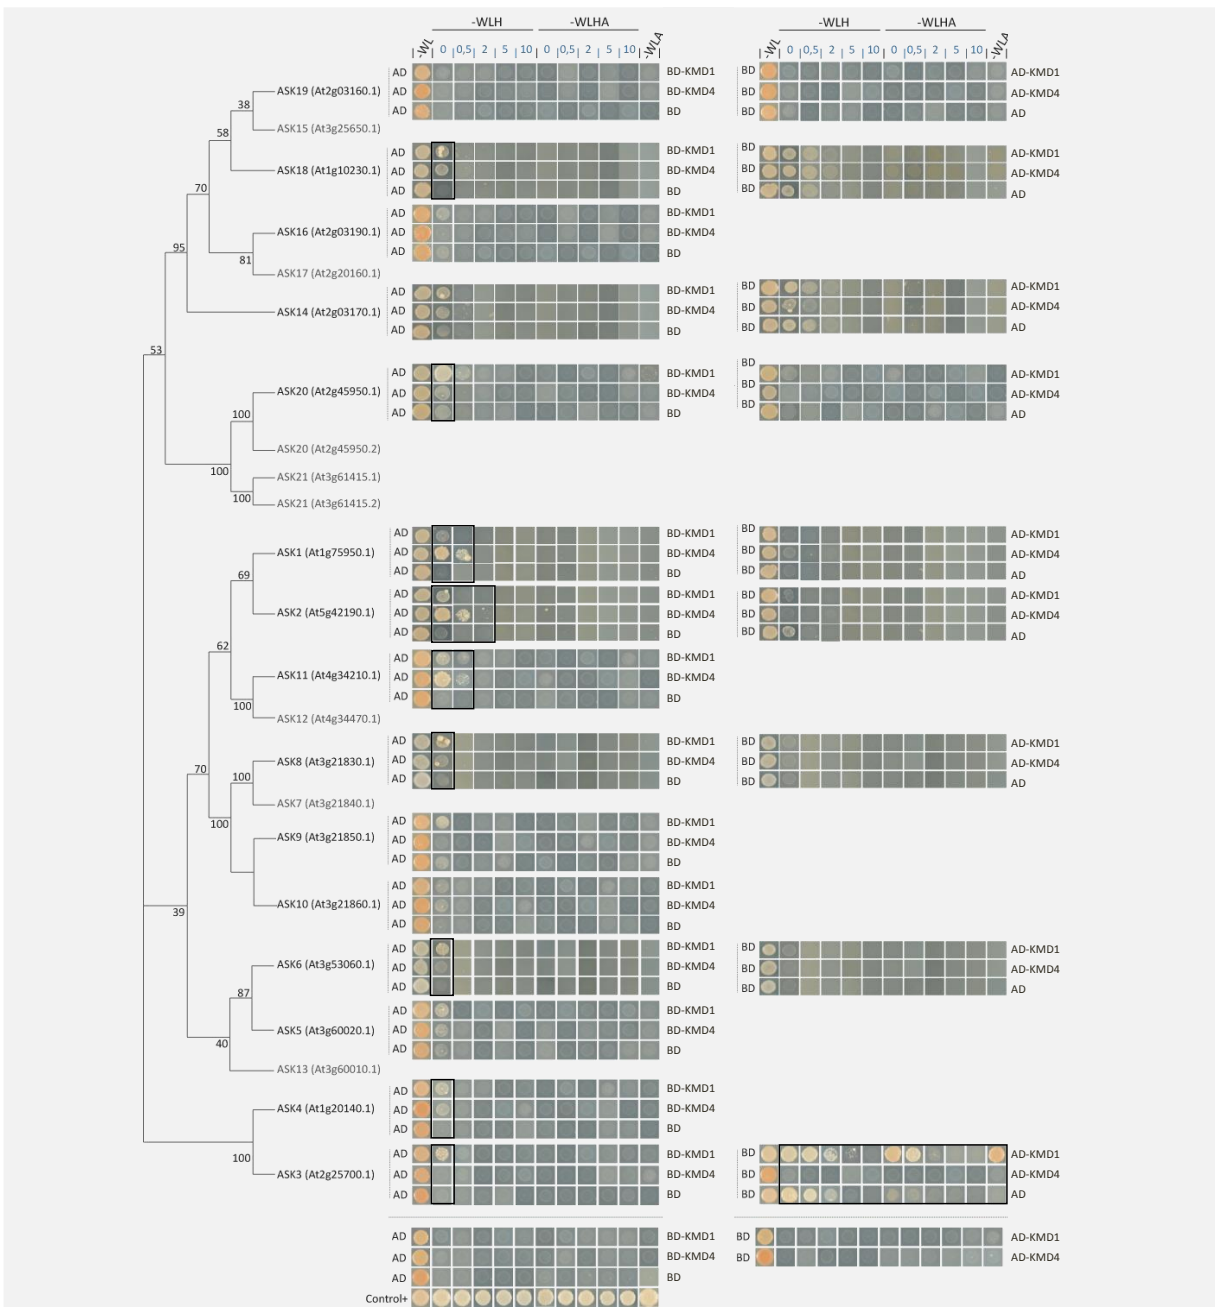 -WLH -WLHA -WLH -WLHA
-WL 0 0,5 2 5 10 0 0,5 2 5 10 -WLA -WL 0 0,5 2 5 10 0 0,5 2 5 10 -WLA
AD BD-KMD1 BD AD-KMD1
38 ASK19 (At2g03160.1) AD BD-KMD4 BD AD-KMD4
AD BD BD AD
58 ASK15 (At3g25650.1)
AD BD-KMD1 BD AD-KMD1
ASK18 (At1g10230.1) AD BD-KMD4 BD AD-KMD4
70 AD BD BD AD
AD BD-KMD1
ASK16 (At2g03190.1) AD BD-KMD4
95 81 AD BD
ASK17 (At2g20160.1)
AD BD-KMD1 BD AD-KMD1
ASK14 (At2g03170.1) AD BD-KMD4 BD AD-KMD4
AD BD BD AD
53
AD BD-KMD1 BD AD-KMD1
ASK20 (At2g45950.1) AD BD-KMD4 BD AD-KMD4
100 AD BD BD AD
ASK20 (At2g45950.2)
100 ASK21 (At3g61415.1)
100 ASK21 (At3g61415.2)
AD BD-KMD1 BD AD-KMD1
ASK1 (At1g75950.1) AD BD-KMD4 BD AD-KMD4
69 AD BD BD AD
AD BD-KMD1 BD AD-KMD1
ASK2 (At5g42190.1) AD BD-KMD4 BD AD-KMD4
AD BD BD AD
62
AD BD-KMD1
ASK11 (At4g34210.1) AD BD-KMD4
100 AD BD
ASK12 (At4g34470.1)
AD BD-KMD1 BD AD-KMD1
ASK8 (At3g21830.1) AD BD-KMD4 BD AD-KMD4
70 100 AD BD BD AD
ASK7 (At3g21840.1)
100 AD BD-KMD1
ASK9 (At3g21850.1) AD BD-KMD4
AD BD
AD BD-KMD1
ASK10 (At3g21860.1) AD BD-KMD4
39 AD BD
AD BD-KMD1 BD AD-KMD1
ASK6 (At3g53060.1) AD BD-KMD4 BD AD-KMD4
87 AD BD BD AD
AD BD-KMD1
ASK5 (At3g60020.1) AD BD-KMD4
40 AD BD
ASK13 (At3g60010.1)
AD BD-KMD1
ASK4 (At1g20140.1) AD BD-KMD4
AD BD
100 AD BD-KMD1 BD AD-KMD1
ASK3 (At2g25700.1) AD BD-KMD4 BD AD-KMD4
AD BD BD AD
AD BD-KMD1 BD AD-KMD1
AD BD-KMD4 BD AD-KMD4
AD BD
Control+